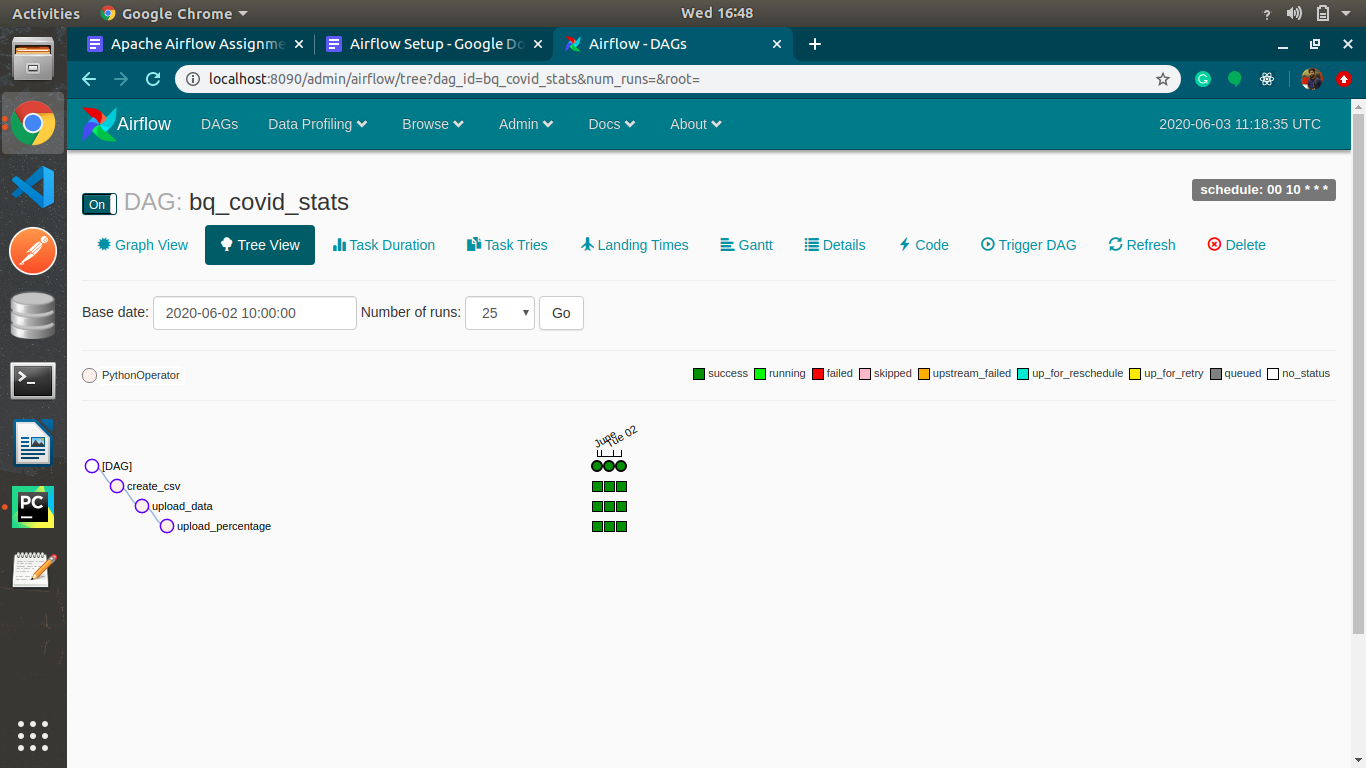 Activities Google Chrome Wed 16:48 ?
Apache Airflow Assignme Airflow Setup - Google Do Airflow - DAGs
localhost:8090/admin/airflow/tree?dag_id=bq_covid_stats&num_runs=&root=
Airflow DAGs Data Profiling Browse Admin Docs About 2020-06-03 11:18:35 UTC
schedule: 00 10 * * *
On DAG: bq_covid_stats
Graph View Tree View Task Duration Task Tries Landing Times Gantt Details Code Trigger DAG Refresh Delete
Base date: 2020-06-02 10:00:00 Number of runs: 25 Go
PythonOperator success running failed skipped upstream_failed up_for_reschedule up_for_retry queued no_status
June Tue 02
[DAG]
create_csv
upload_data
upload_percentage
PC